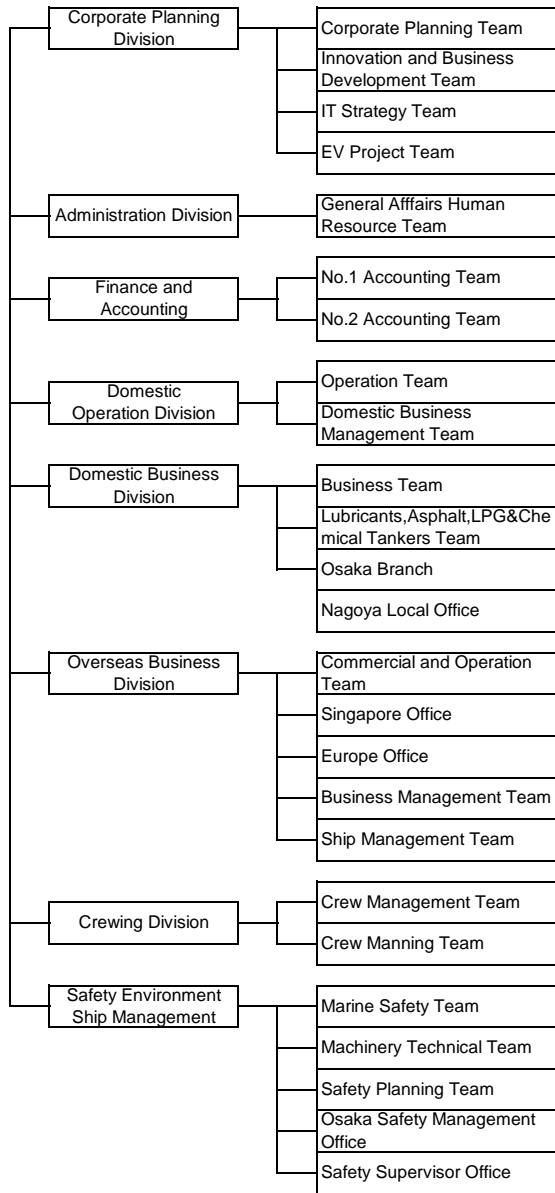 Corporate Planning
Division
Corporate Planning Team
Innovation and Business
Development Team
IT Strategy Team
EV Project Team
Administration Division
General Afffairs Human
Resource Team
Finance and
Accounting
No.1 Accounting Team
No.2 Accounting Team
Domestic
Operation Division
Operation Team
Domestic Business
Management Team
Domestic Business
Division
Business Team
Lubricants,Asphalt,LPG&Che
mical Tankers Team
Osaka Branch
Nagoya Local Office
Overseas Business
Division
Commercial and Operation
Team
Singapore Office
Europe Office
Business Management Team
Ship Management Team
Crewing Division
Crew Management Team
Crew Manning Team
Safety Environment
Ship Management
Marine Safety Team
Machinery Technical Team
Safety Planning Team
Osaka Safety Management
Office
Safety Supervisor Office